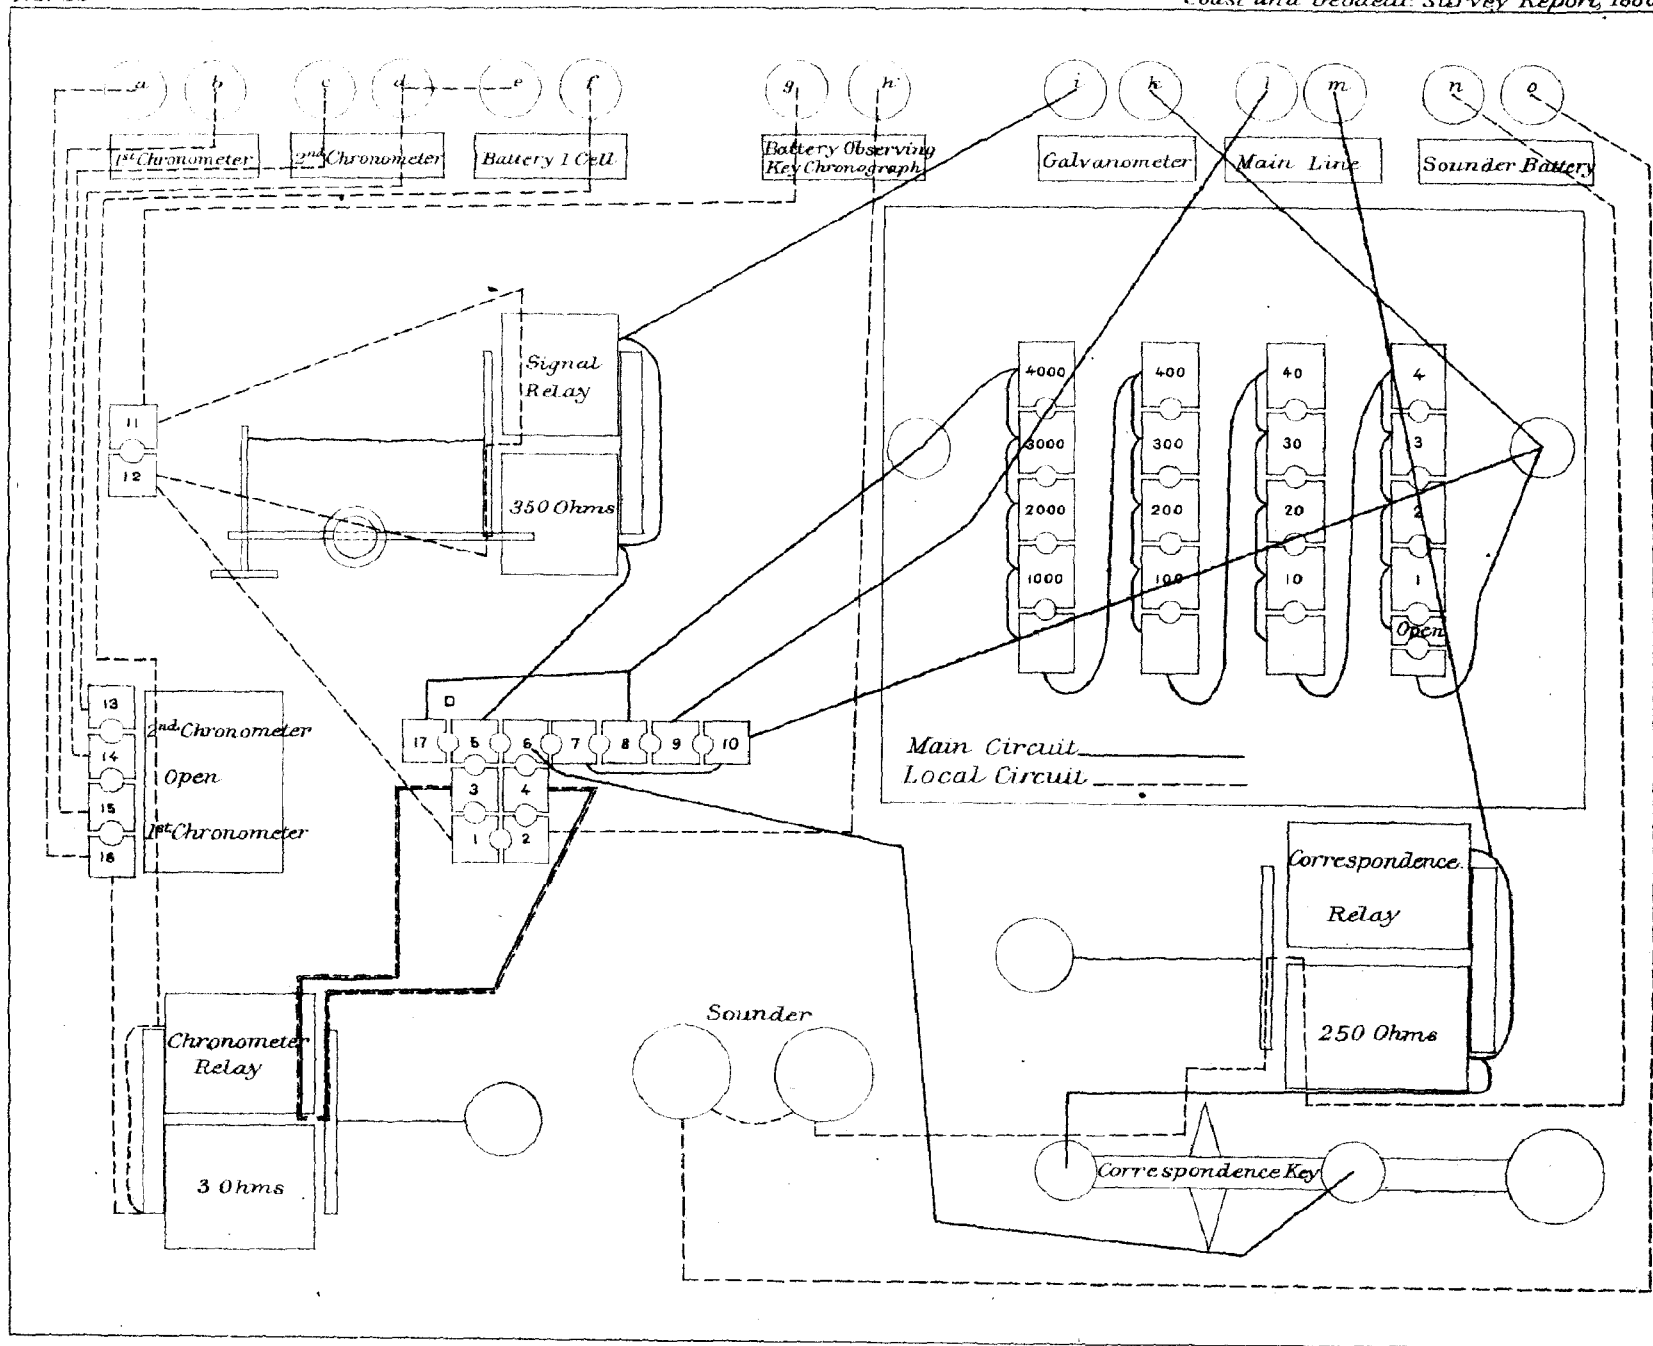 Coast and Geodetic Survey Report, 188
a b c d e f g h i k l m n o
1st Chronometer 2nd Chronometer Battery 1 Cell Battery Observing Key Chronograph Galvanometer Main Line Sounder Battery
Signal
Relay
350 Ohms
11
12
4000 400 40 4
3000 300 30 3
2000 200 20 2
1000 100 10 1
Open
13
2nd Chronometer
14
Open
15
1st Chronometer
16
17 5 6 7 8 9 10
3 4
1 2
Main Circuit
Local Circuit
Correspondence
Relay
250 Ohms
Sounder
Chronometer
Relay
3 Ohms
Correspondence Key